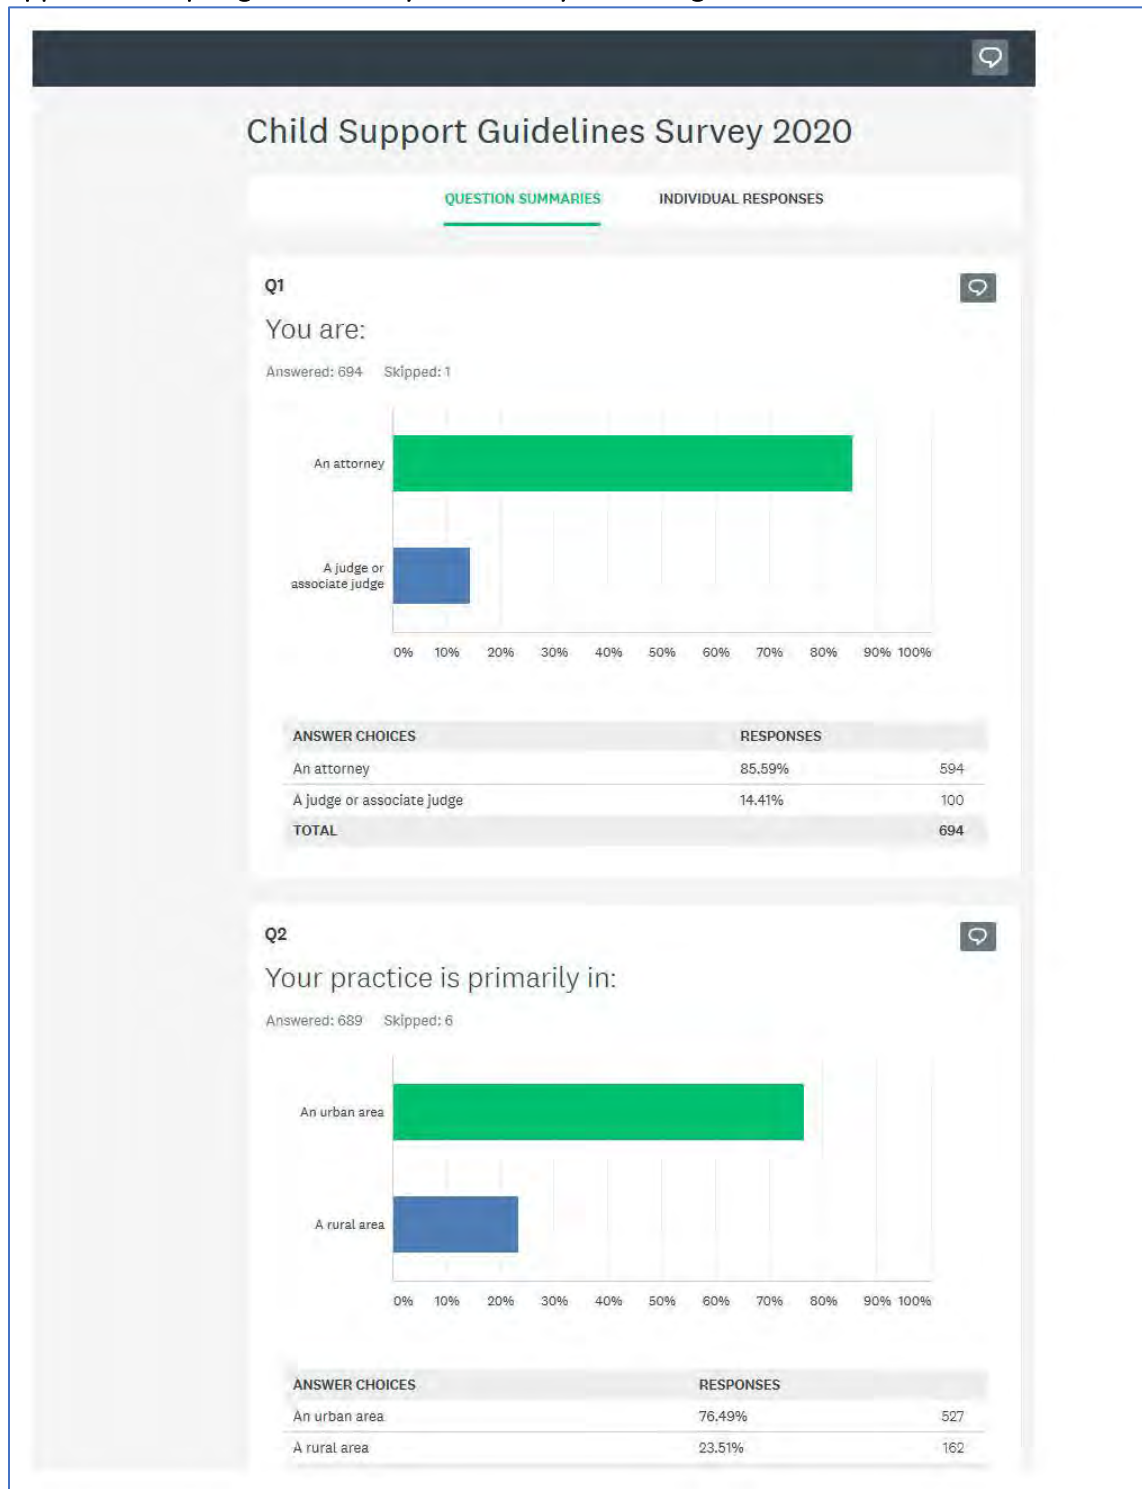 Child Support Guidelines Survey 2020
QUESTION SUMMARIES INDIVIDUAL RESPONSES
Q1
You are:
Answered: 694 Skipped: 1
An attorney
A judge or
associate judge
0% 10% 20% 30% 40% 50% 60% 70% 80% 90% 100%
ANSWER CHOICES RESPONSES
An attorney 85.59% 594
A judge or associate judge 14.41% 100
TOTAL 694
Q2
Your practice is primarily in:
Answered: 689 Skipped: 6
An urban area
A rural area
0% 10% 20% 30% 40% 50% 60% 70% 80% 90% 100%
ANSWER CHOICES RESPONSES
An urban area 76.49% 527
A rural area 23.51% 162